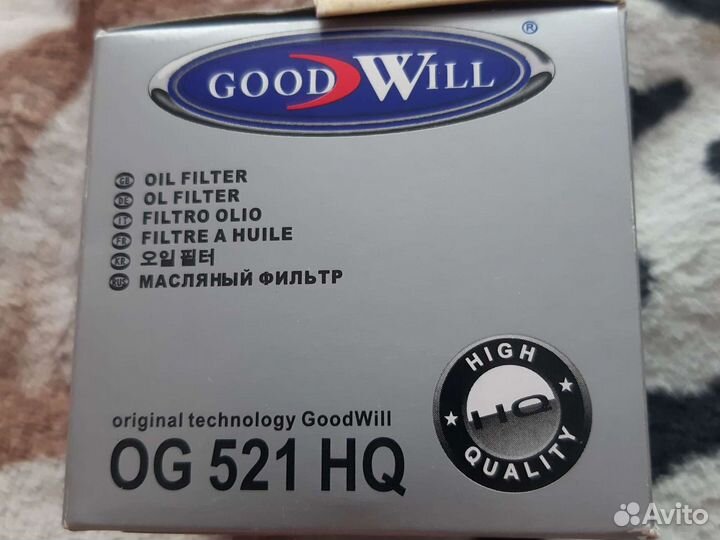 GOODWILL ®
GB OIL FILTER
DE OL FILTER
IT FILTRO OLIO
FR FILTRE A HUILE
KR 오일 필터
RUS МАСЛЯНЫЙ ФИЛЬТР
original technology GoodWill
OG 521 HQ
HIGH
HQ
QUALITY
Avito